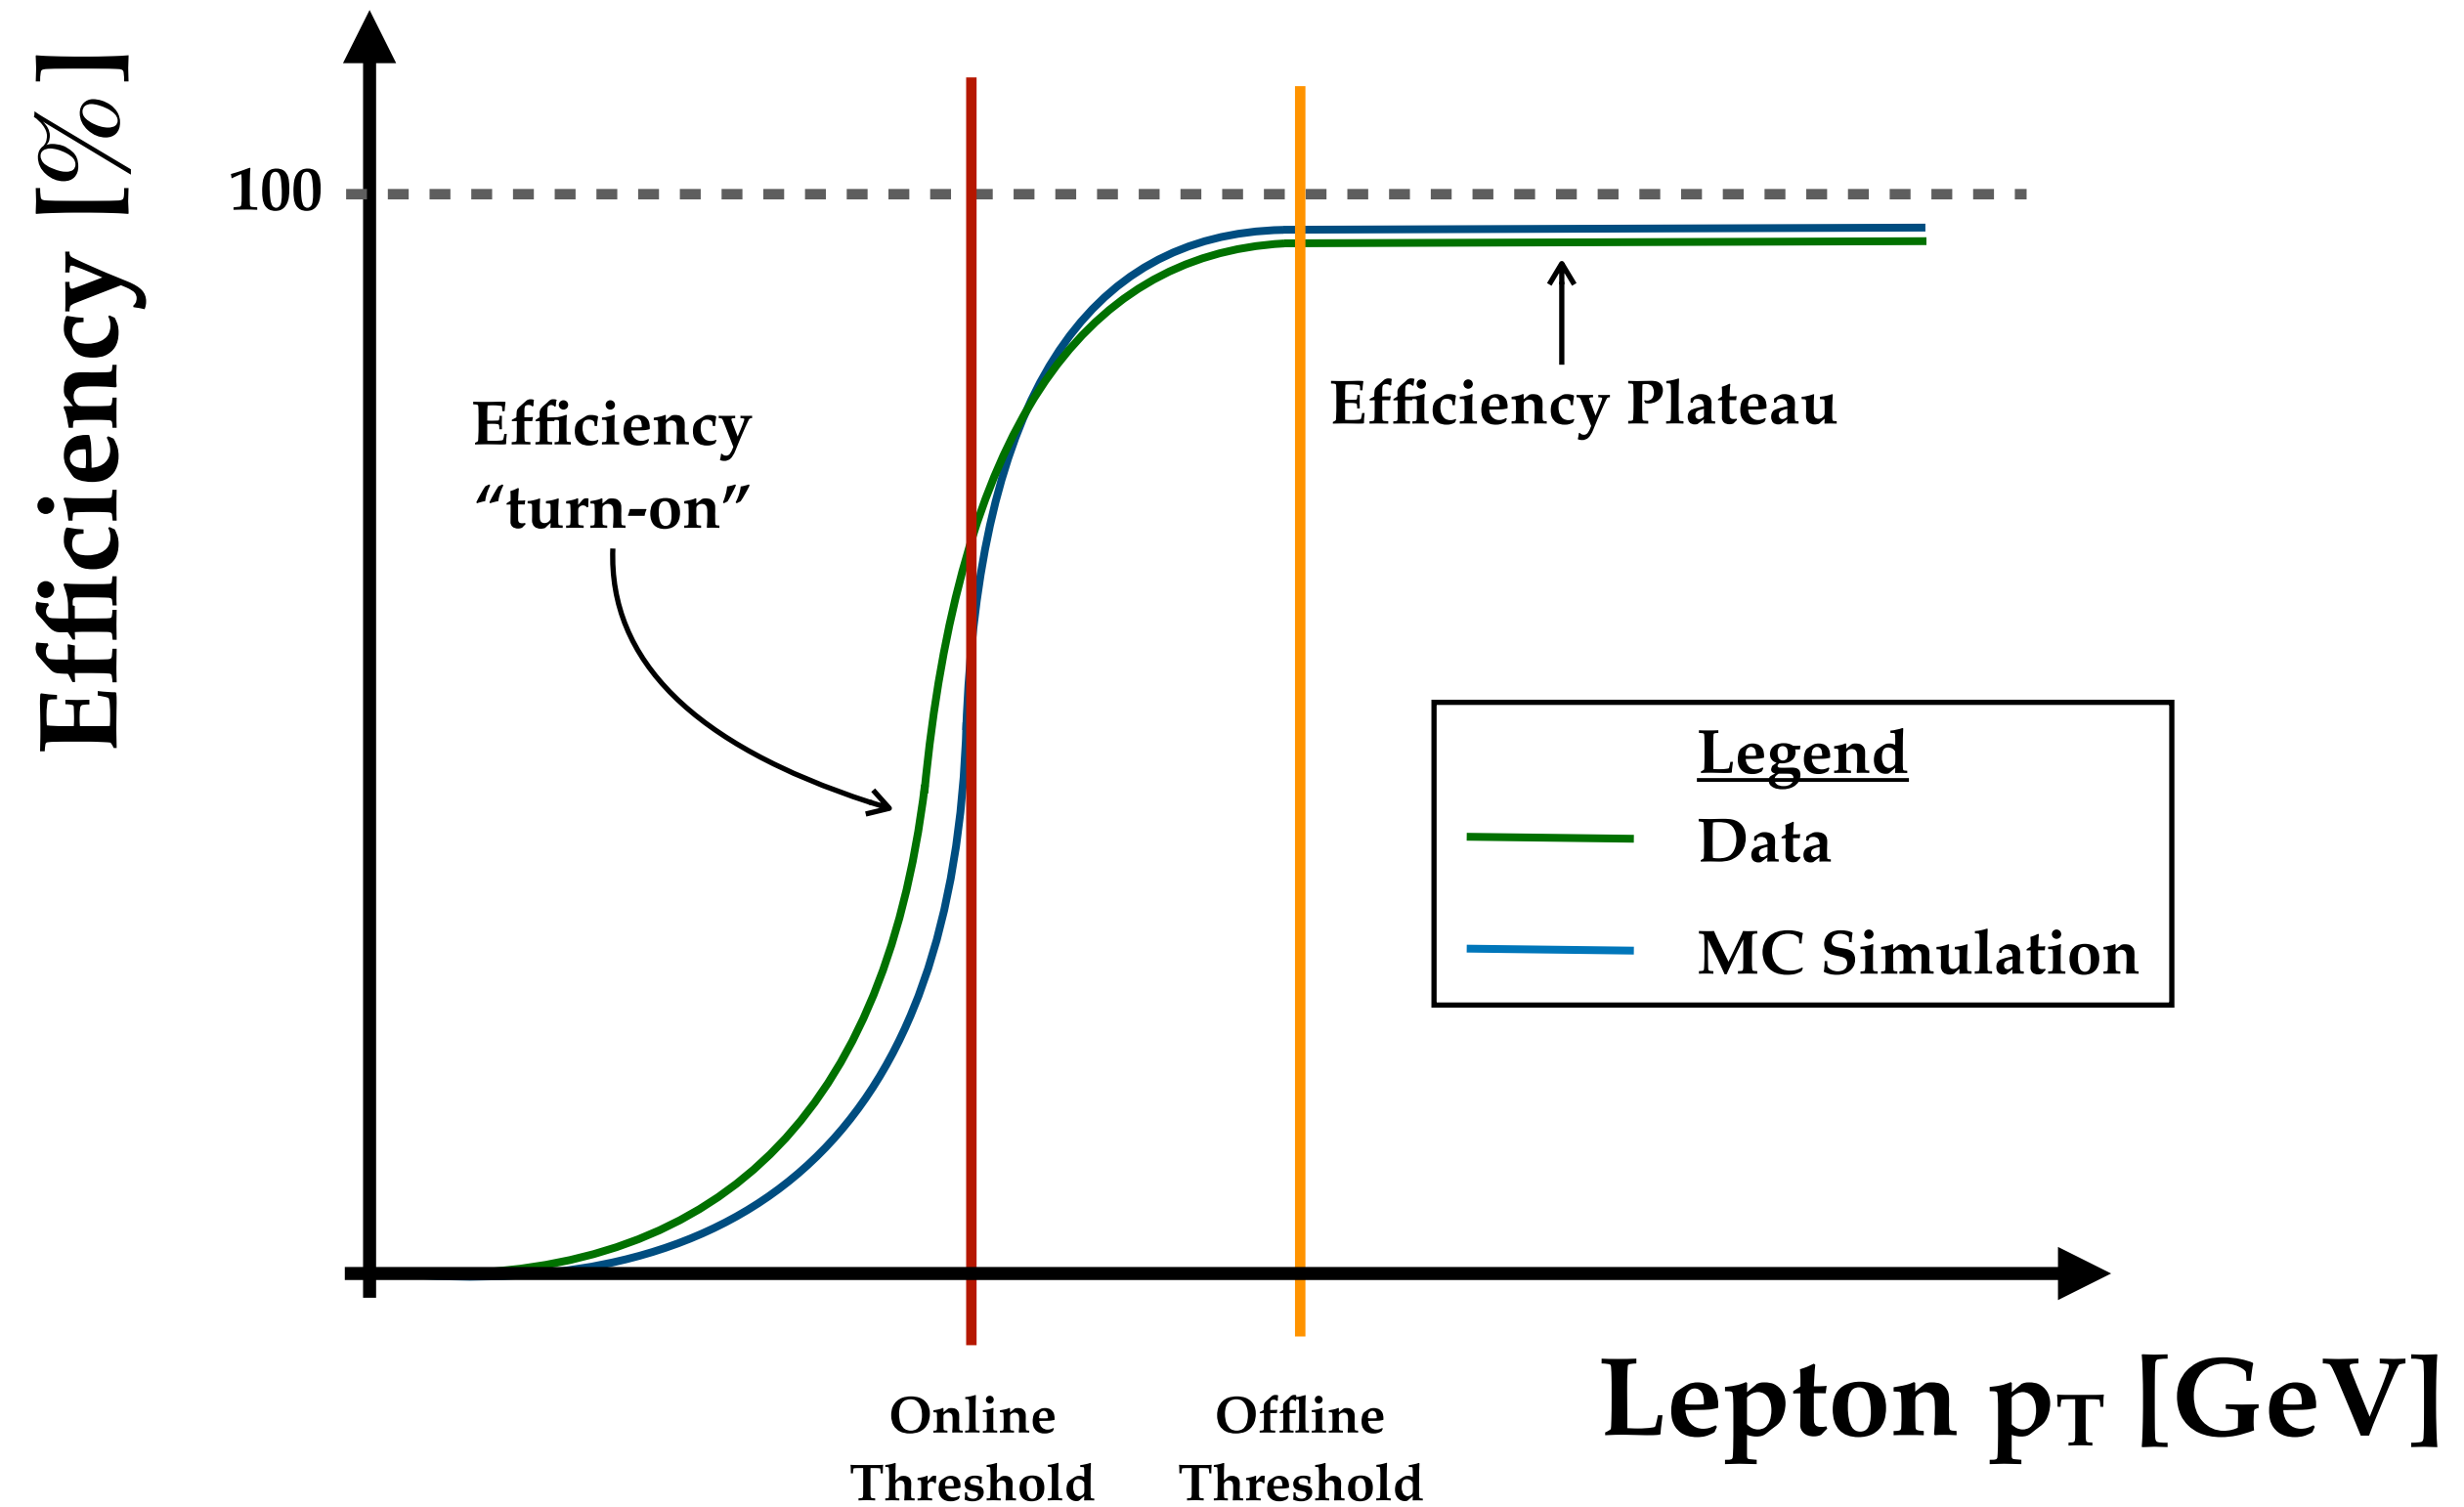 Efficiency [%]
100
Efficiency
“turn-on”
Efficiency Plateau
Legend
Data
MC Simulation
Online
Threshold
Offline
Threshold
Lepton pT [GeV]